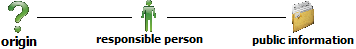 origin
responsible person
public information